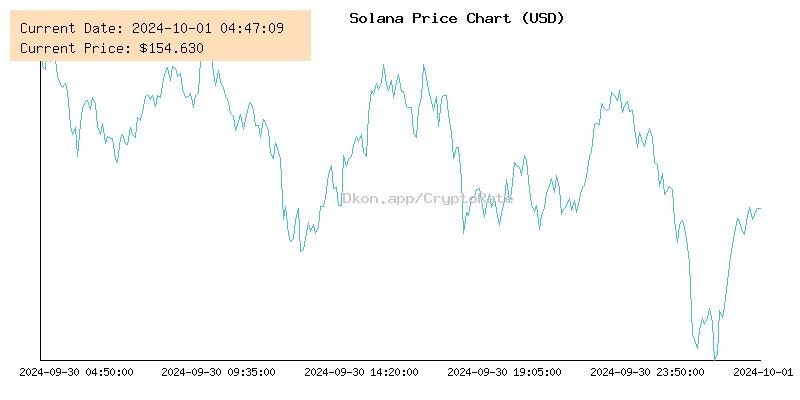 Solana Price Chart (USD)
Current Date: 2024-10-01 04:47:09
Current Price: $154.630
Dkon.app/CryptoRate
2024-09-30 04:50:00 2024-09-30 09:35:00 2024-09-30 14:20:00 2024-09-30 19:05:00 2024-09-30 23:50:00 2024-10-01